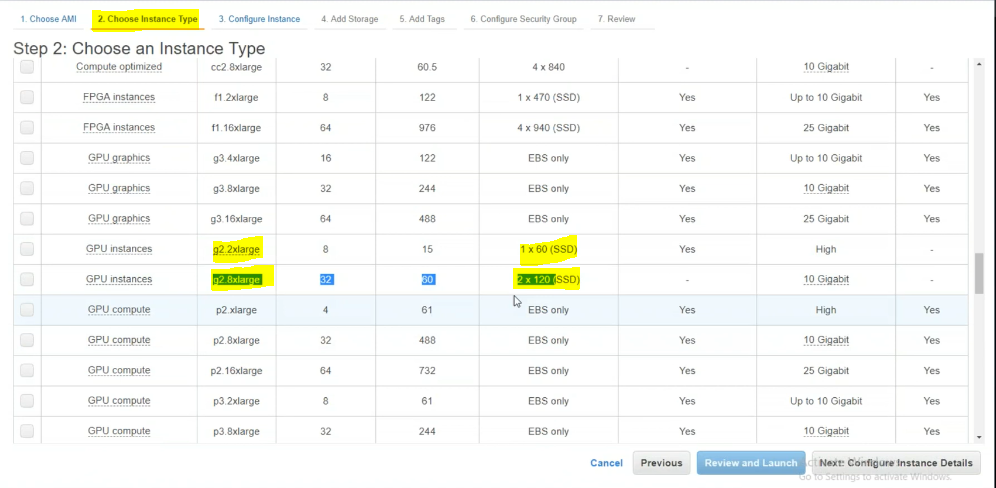 1. Choose AMI 2. Choose Instance Type 3. Configure Instance 4. Add Storage 5. Add Tags 6. Configure Security Group 7. Review
Step 2: Choose an Instance Type
Compute optimized cc2.8xlarge 32 60.5 4 x 840 - 10 Gigabit -
FPGA instances f1.2xlarge 8 122 1 x 470 (SSD) Yes Up to 10 Gigabit Yes
FPGA instances f1.16xlarge 64 976 4 x 940 (SSD) Yes 25 Gigabit Yes
GPU graphics g3.4xlarge 16 122 EBS only Yes Up to 10 Gigabit Yes
GPU graphics g3.8xlarge 32 244 EBS only Yes 10 Gigabit Yes
GPU graphics g3.16xlarge 64 488 EBS only Yes 25 Gigabit Yes
GPU instances g2.2xlarge 8 15 1 x 60 (SSD) Yes High -
GPU instances g2.8xlarge 32 60 2 x 120 (SSD) - 10 Gigabit -
GPU compute p2.xlarge 4 61 EBS only Yes High Yes
GPU compute p2.8xlarge 32 488 EBS only Yes 10 Gigabit Yes
GPU compute p2.16xlarge 64 732 EBS only Yes 25 Gigabit Yes
GPU compute p3.2xlarge 8 61 EBS only Yes Up to 10 Gigabit Yes
GPU compute p3.8xlarge 32 244 EBS only Yes 10 Gigabit Yes
Cancel Previous Review and Launch Next: Configure Instance Details
Activate Windows
Go to Settings to activate Windows.